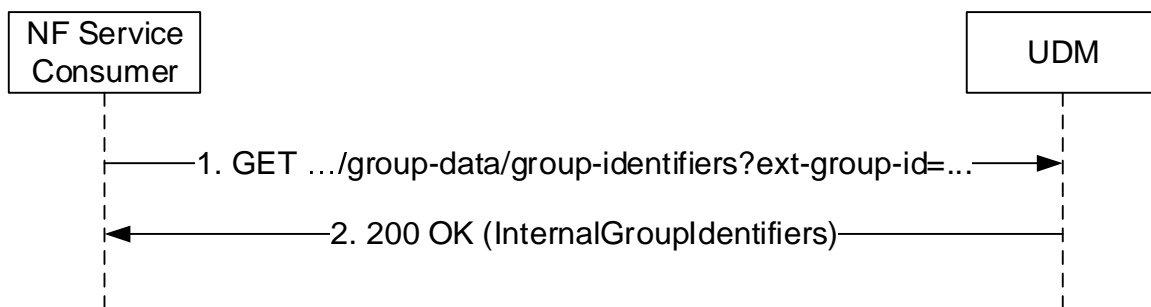 NF Service
Consumer
UDM
1. GET …/group-data/group-identifiers?ext-group-id=...
2. 200 OK (InternalGroupIdentifiers)